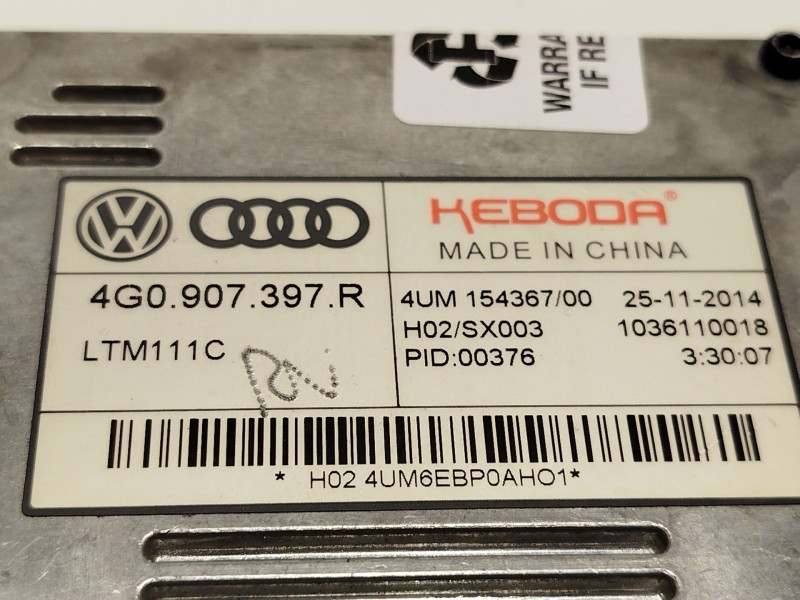 WARRA
IF RE
VW
KEBODA®
MADE IN CHINA
4G0.907.397.R
LTM111C
4UM 154367/00 25-11-2014
H02/SX003 1036110018
PID:00376 3:30:07
* H02 4UM6EBP0AHO1*